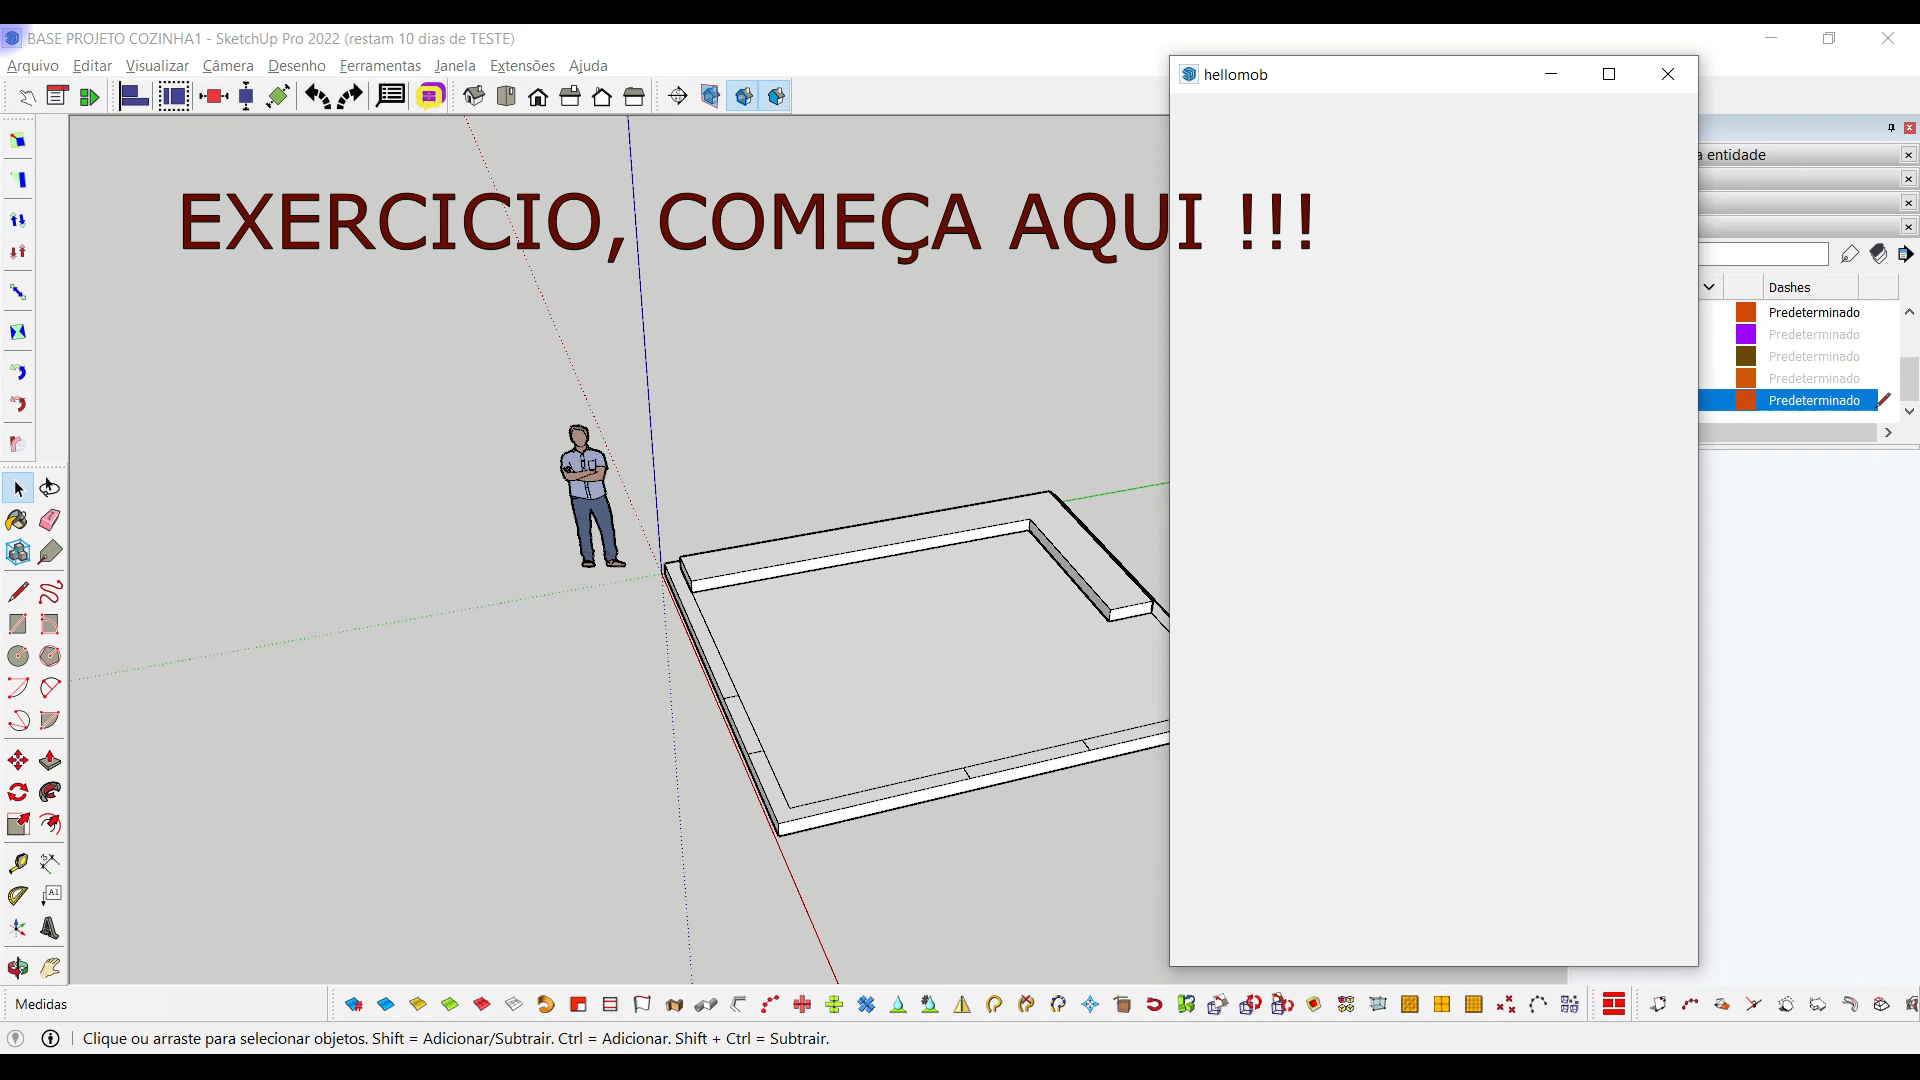 BASE PROJETO COZINHA1 - SketchUp Pro 2022 (restam 10 dias de TESTE)
Arquivo Editar Visualizar Câmera Desenho Ferramentas Janela Extensões Ajuda
hellomob
a entidade
EXERCICIO, COMEÇA AQUI !!!
Dashes
Predeterminado
Predeterminado
Predeterminado
Predeterminado
Predeterminado
A1
Medidas
Clique ou arraste para selecionar objetos. Shift = Adicionar/Subtrair. Ctrl = Adicionar. Shift + Ctrl = Subtrair.